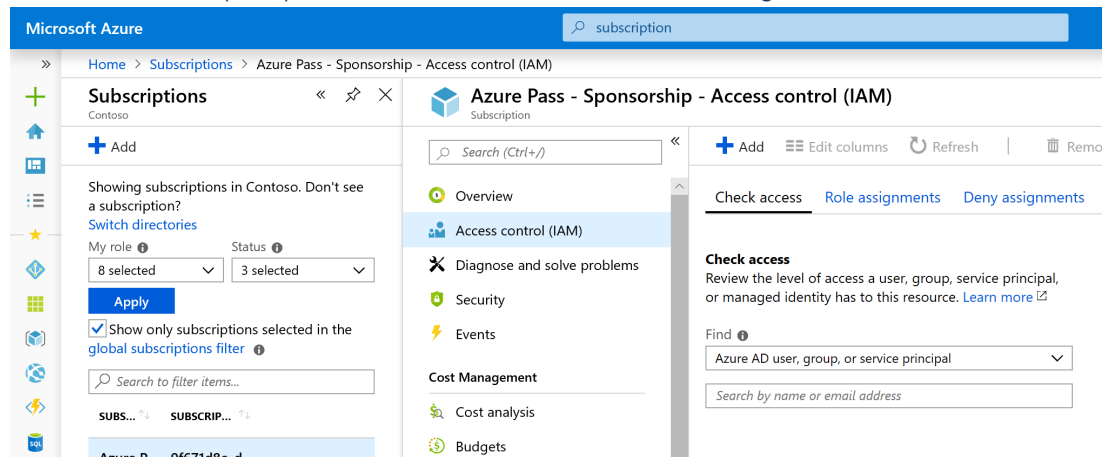 Microsoft Azure
subscription
Home > Subscriptions > Azure Pass - Sponsorship - Access control (IAM)
Subscriptions
Contoso
Add
Showing subscriptions in Contoso. Don't see
a subscription?
Switch directories
My role
Status
8 selected
3 selected
Apply
Show only subscriptions selected in the
global subscriptions filter
Search to filter items...
SUBS...
SUBSCRIP...
Azure Pass - Sponsorship - Access control (IAM)
Subscription
Search (Ctrl+/)
Overview
Access control (IAM)
Diagnose and solve problems
Security
Events
Cost Management
Cost analysis
Budgets
Add
Edit columns
Refresh
Remo
Check access
Role assignments
Deny assignments
Check access
Review the level of access a user, group, service principal,
or managed identity has to this resource. Learn more
Find
Azure AD user, group, or service principal
Search by name or email address